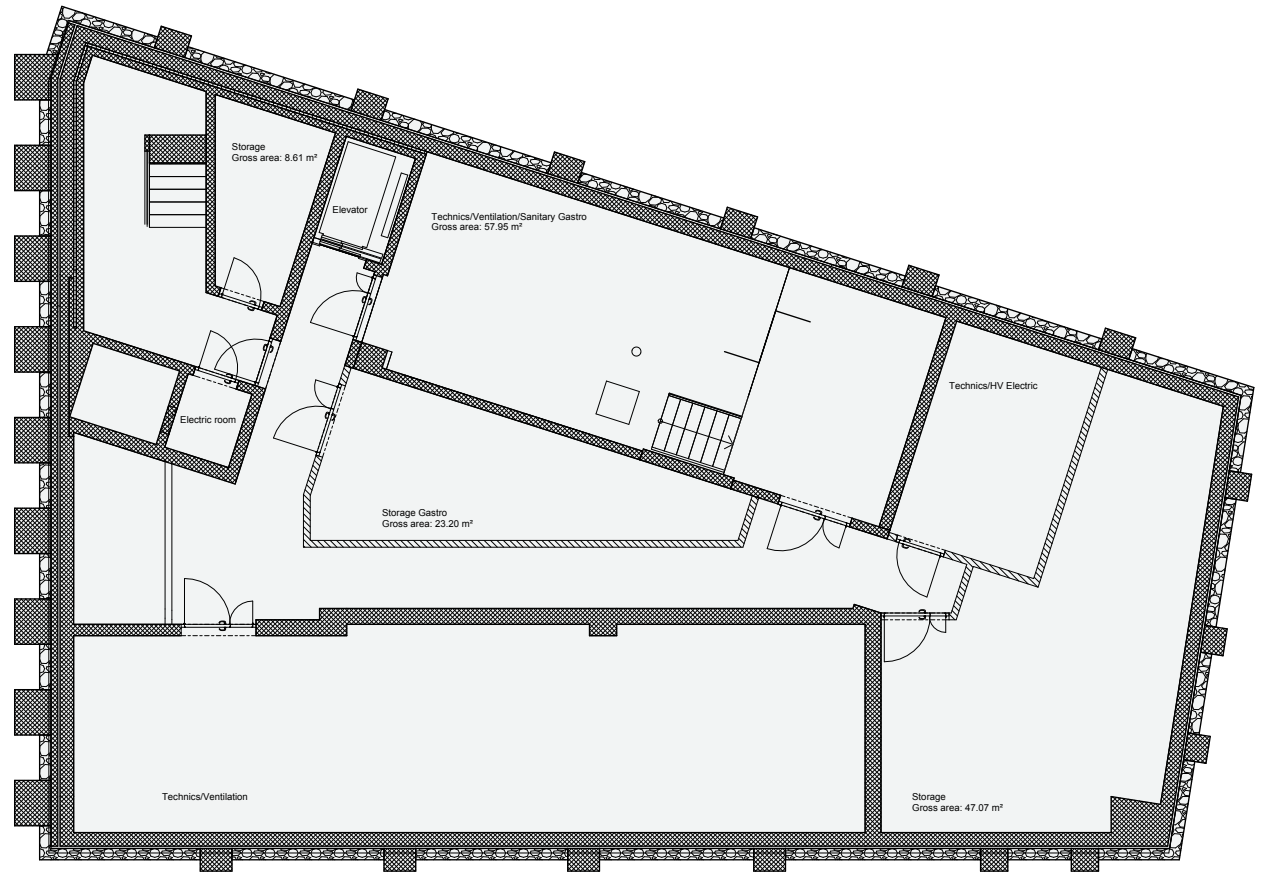 Storage
Gross area: 8.61 m²
Elevator
Technics/Ventilation/Sanitary Gastro
Gross area: 57.95 m²
Technics/HV Electric
Electric room
Storage Gastro
Gross area: 23.20 m²
Technics/Ventilation
Storage
Gross area: 47.07 m²